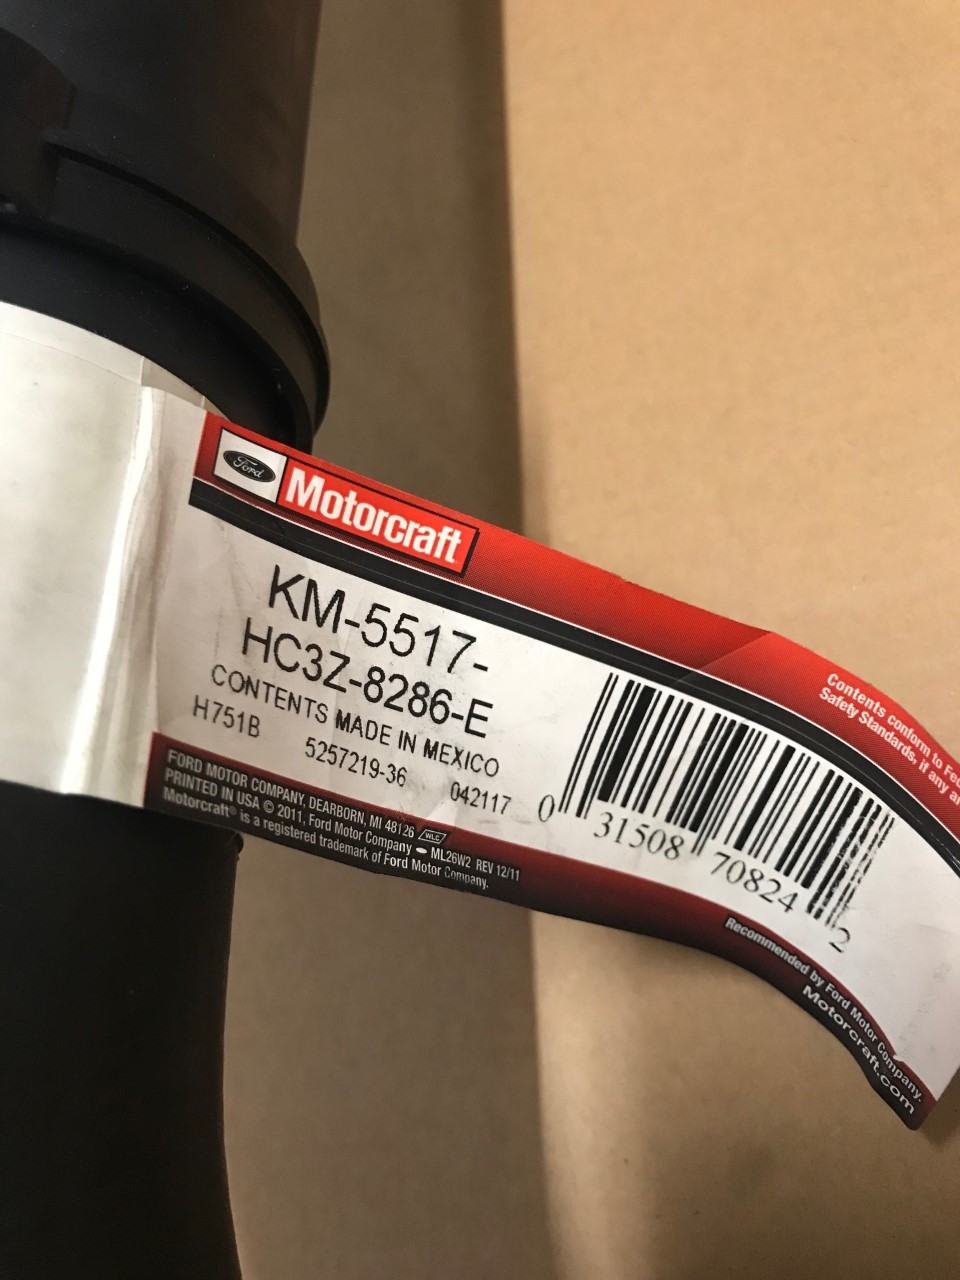 Ford
Motorcraft
KM-5517-
HC3Z-8286-E
CONTENTS MADE IN MEXICO
H751B 5257219-36 042117
0 31508 70824 2
Contents conform to Fed
Safety Standards, if any a
FORD MOTOR COMPANY, DEARBORN, MI 48126 WLC
PRINTED IN USA © 2011, Ford Motor Company ML26W2 REV 12/11
Motorcraft® is a registered trademark of Ford Motor Company.
Recommended by Ford Motor Company.
Motorcraft.com